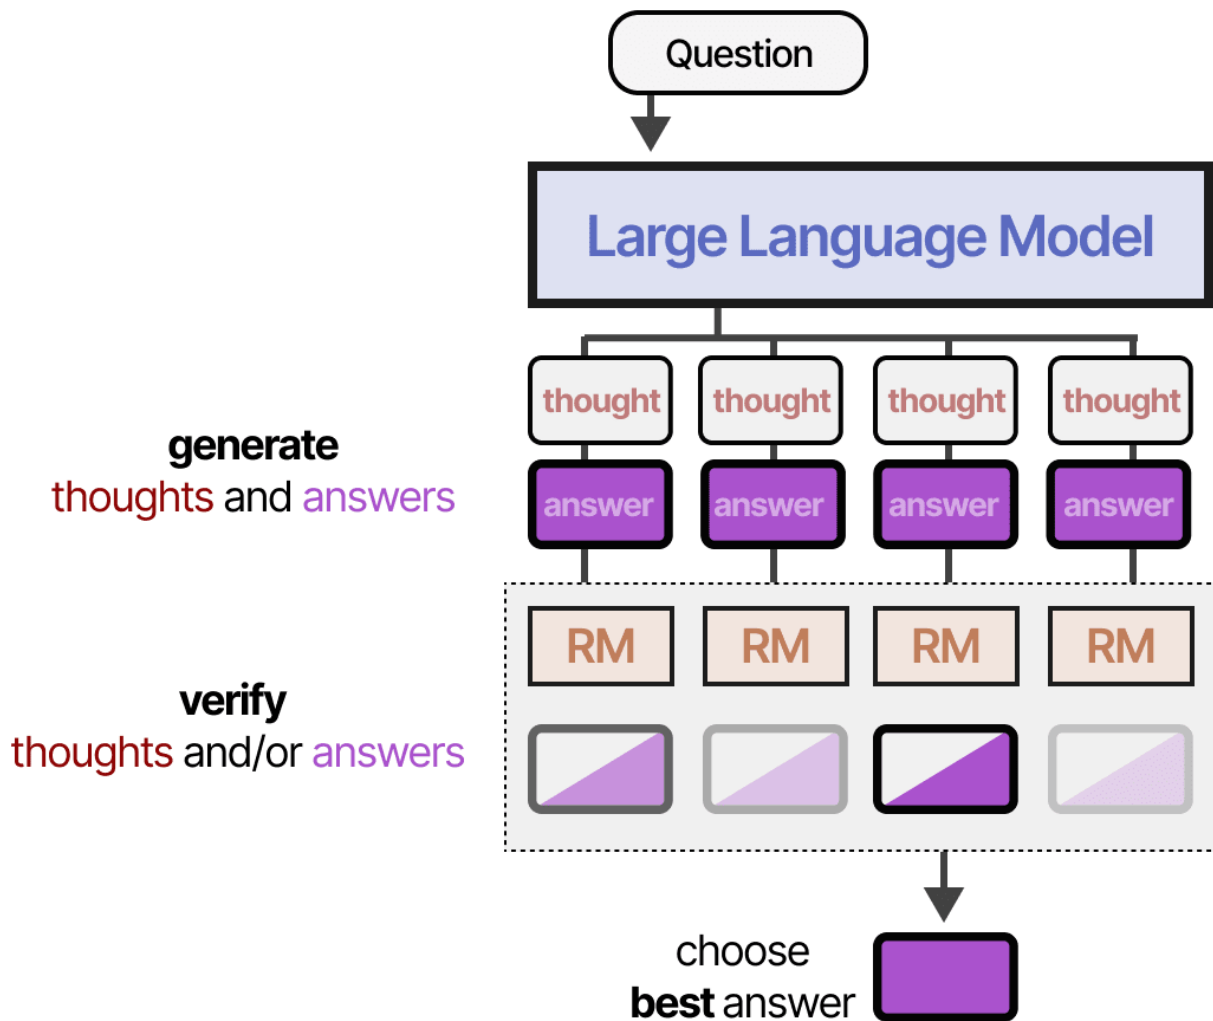 Question
Large Language Model
thought thought thought thought
generate
thoughts and answers
answer answer answer answer
RM RM RM RM
verify
thoughts and/or answers
choose
best answer